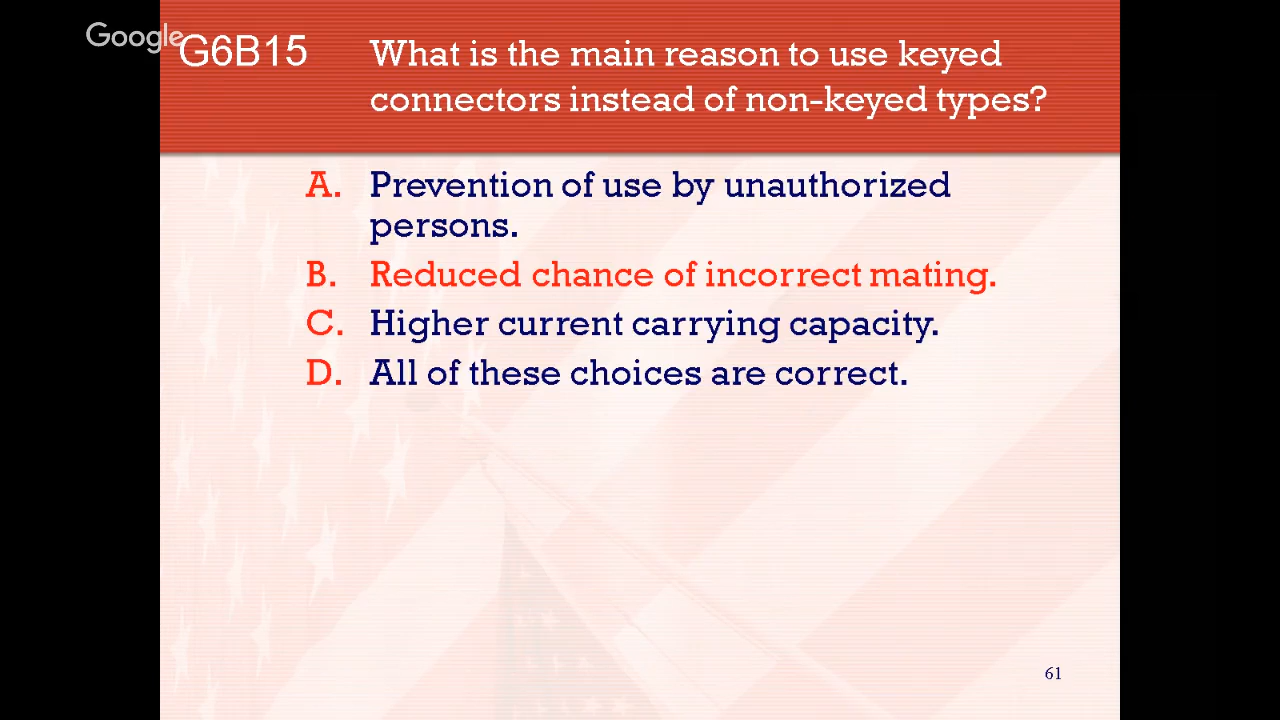 Google
G6B15 What is the main reason to use keyed
connectors instead of non-keyed types?
A. Prevention of use by unauthorized
persons.
B. Reduced chance of incorrect mating.
C. Higher current carrying capacity.
D. All of these choices are correct.
61